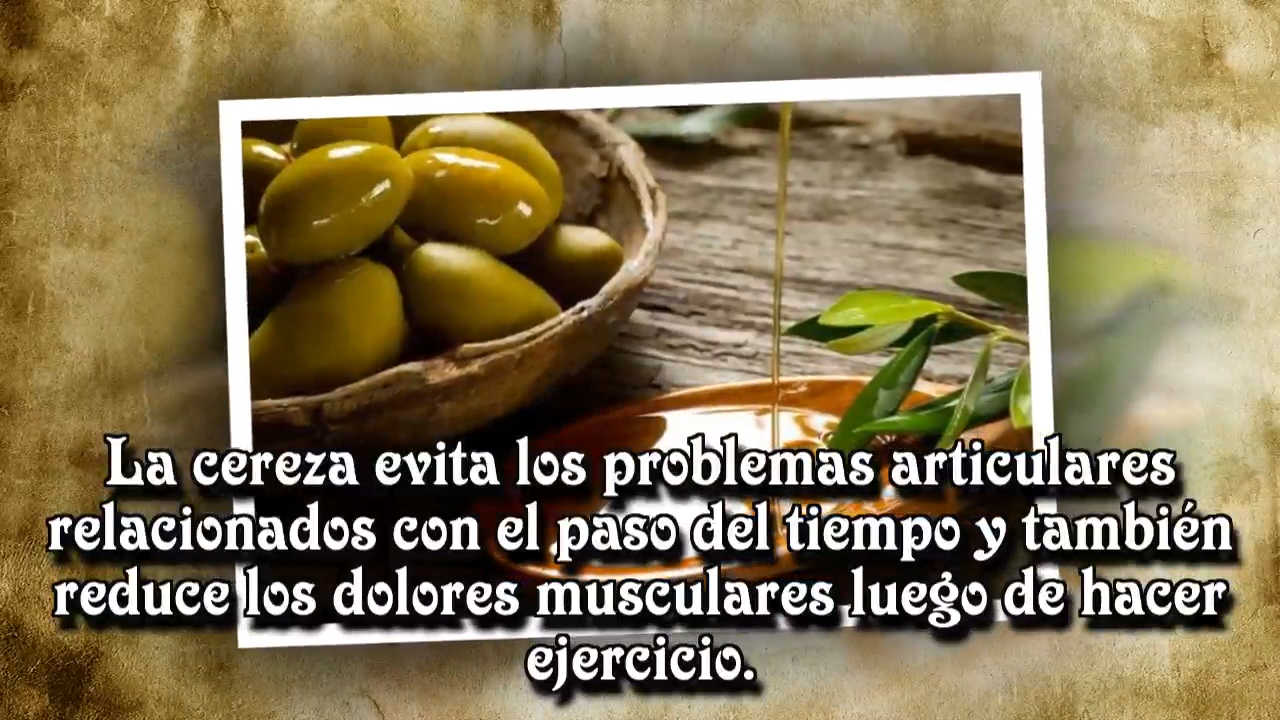 La cereza evita los problemas articulares
relacionados con el paso del tiempo y también
reduce los dolores musculares luego de hacer
ejercicio.